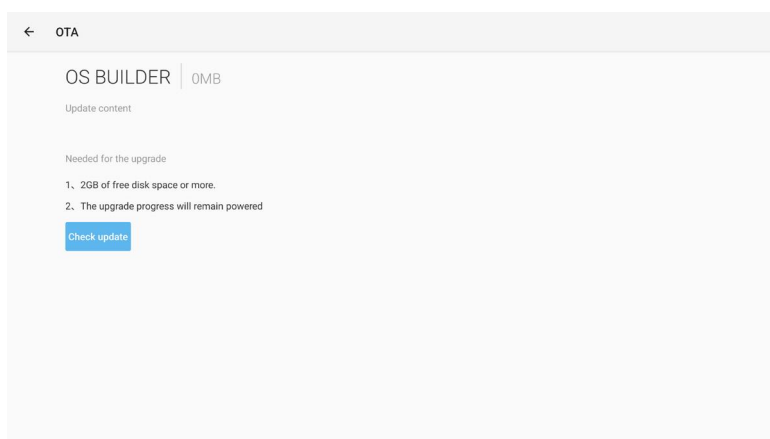 OTA
OS BUILDER 0MB
Update content
Needed for the upgrade
1、2GB of free disk space or more.
2、The upgrade progress will remain powered
Check update